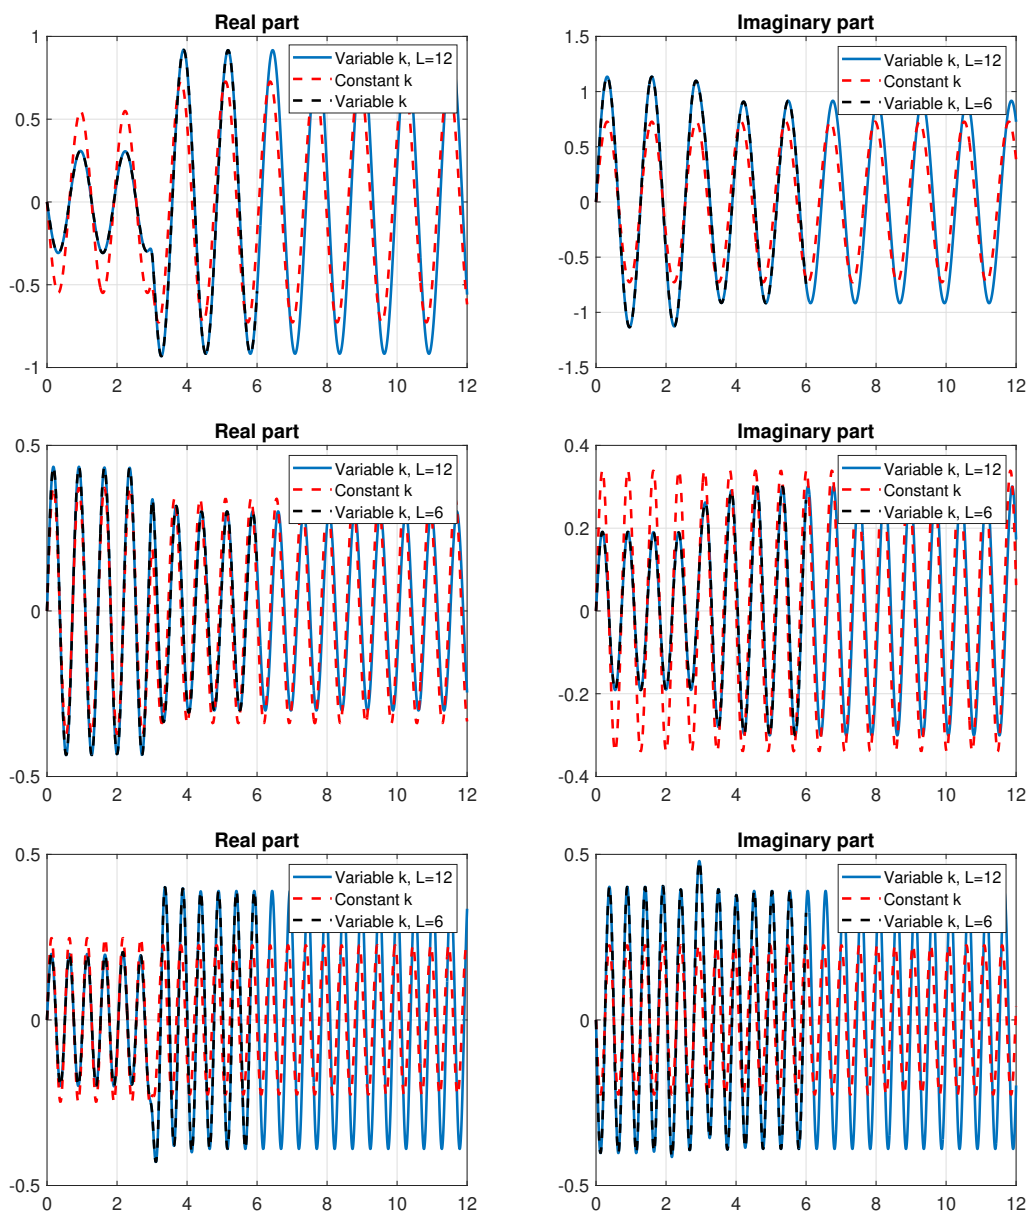 Real part
1
0.5
0
-0.5
-1
0 2 4 6 8 10 12
Variable k, L=12
Constant k
Variable k
Imaginary part
1.5
1
0.5
0
-0.5
-1
-1.5
0 2 4 6 8 10 12
Variable k, L=12
Constant k
Variable k, L=6
Real part
0.5
0
-0.5
0 2 4 6 8 10 12
Variable k, L=12
Constant k
Variable k, L=6
Imaginary part
0.4
0.2
0
-0.2
-0.4
0 2 4 6 8 10 12
Variable k, L=12
Constant k
Variable k, L=6
Real part
0.5
0
-0.5
0 2 4 6 8 10 12
Variable k, L=12
Constant k
Variable k, L=6
Imaginary part
0.5
0
-0.5
0 2 4 6 8 10 12
Variable k, L=12
Constant k
Variable k, L=6